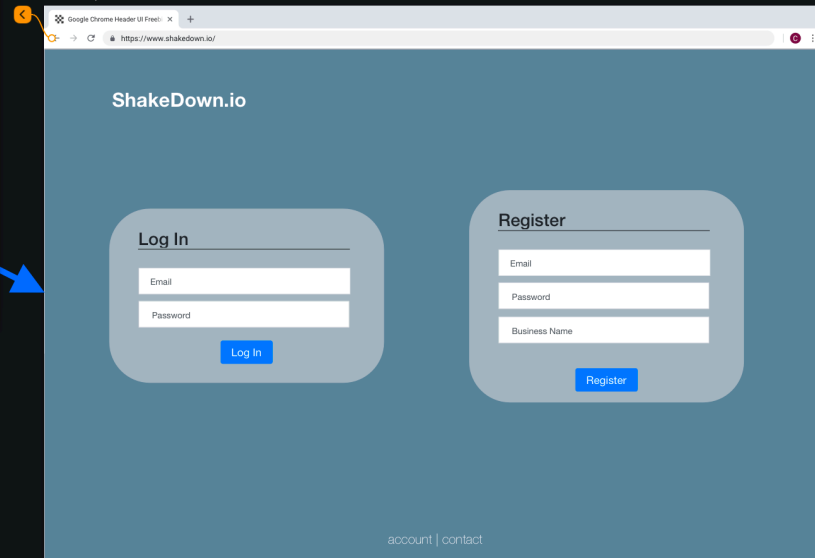 Google Chrome Header UI Freeb
https://www.shakedown.io/
C
ShakeDown.io
Log In
Email
Password
Log In
Register
Email
Password
Business Name
Register
account | contact